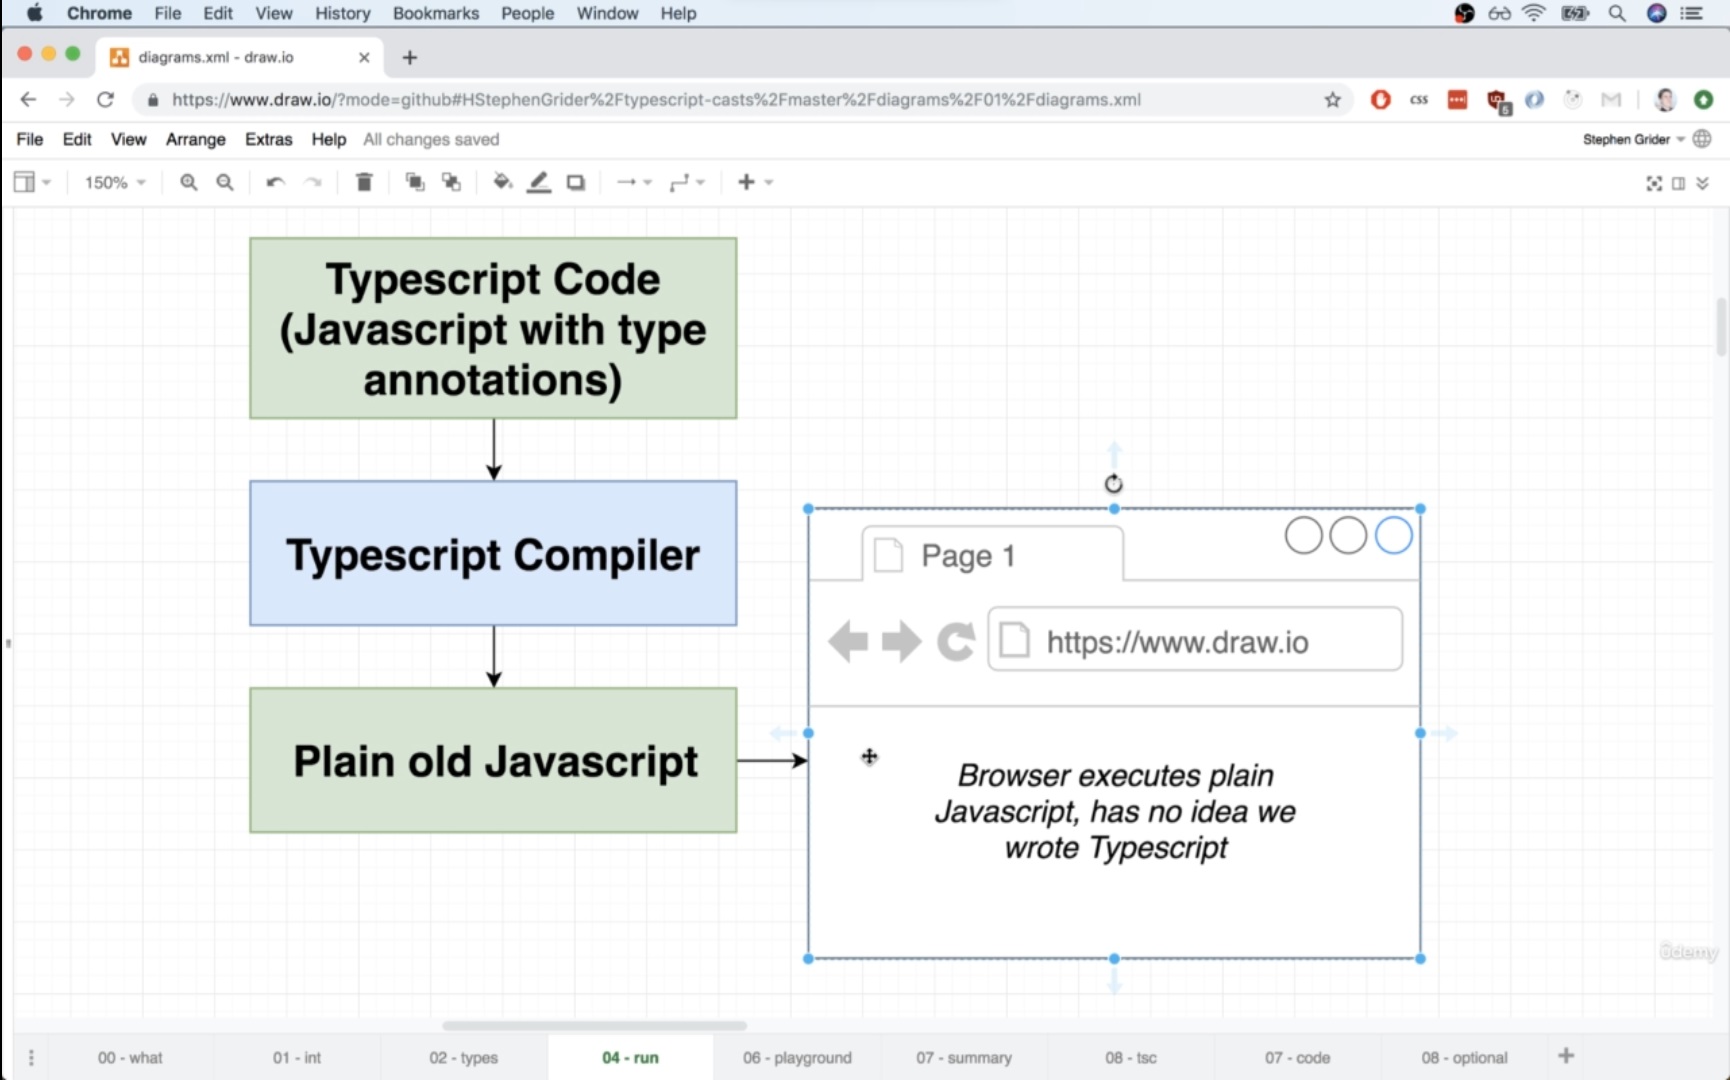 Chrome File Edit View History Bookmarks People Window Help
diagrams.xml - draw.io
https://www.draw.io/?mode=github#HStephenGrider%2Ftypescript-casts%2Fmaster%2Fdiagrams%2F01%2Fdiagrams.xml
css
5
File Edit View Arrange Extras Help All changes saved
Stephen Grider
150%
Typescript Code
(Javascript with type
annotations)
Typescript Compiler
Plain old Javascript
Page 1
https://www.draw.io
Browser executes plain
Javascript, has no idea we
wrote Typescript
Udemy
00 - what
01 - int
02 - types
04 - run
06 - playground
07 - summary
08 - tsc
07 - code
08 - optional